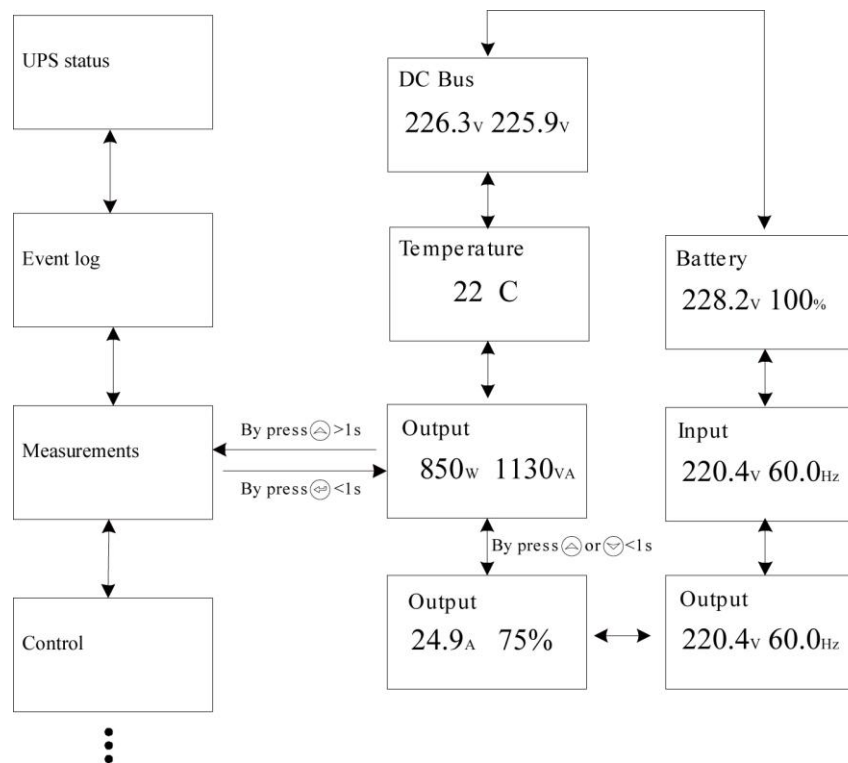 UPS status
Event log
Measurements
Control
By press >1s
By press <1s
DC Bus
226.3V 225.9V
Temperature
22 C
Output
850W 1130VA
By press or <1s
Output
24.9A 75%
Battery
228.2V 100%
Input
220.4V 60.0Hz
Output
220.4V 60.0Hz